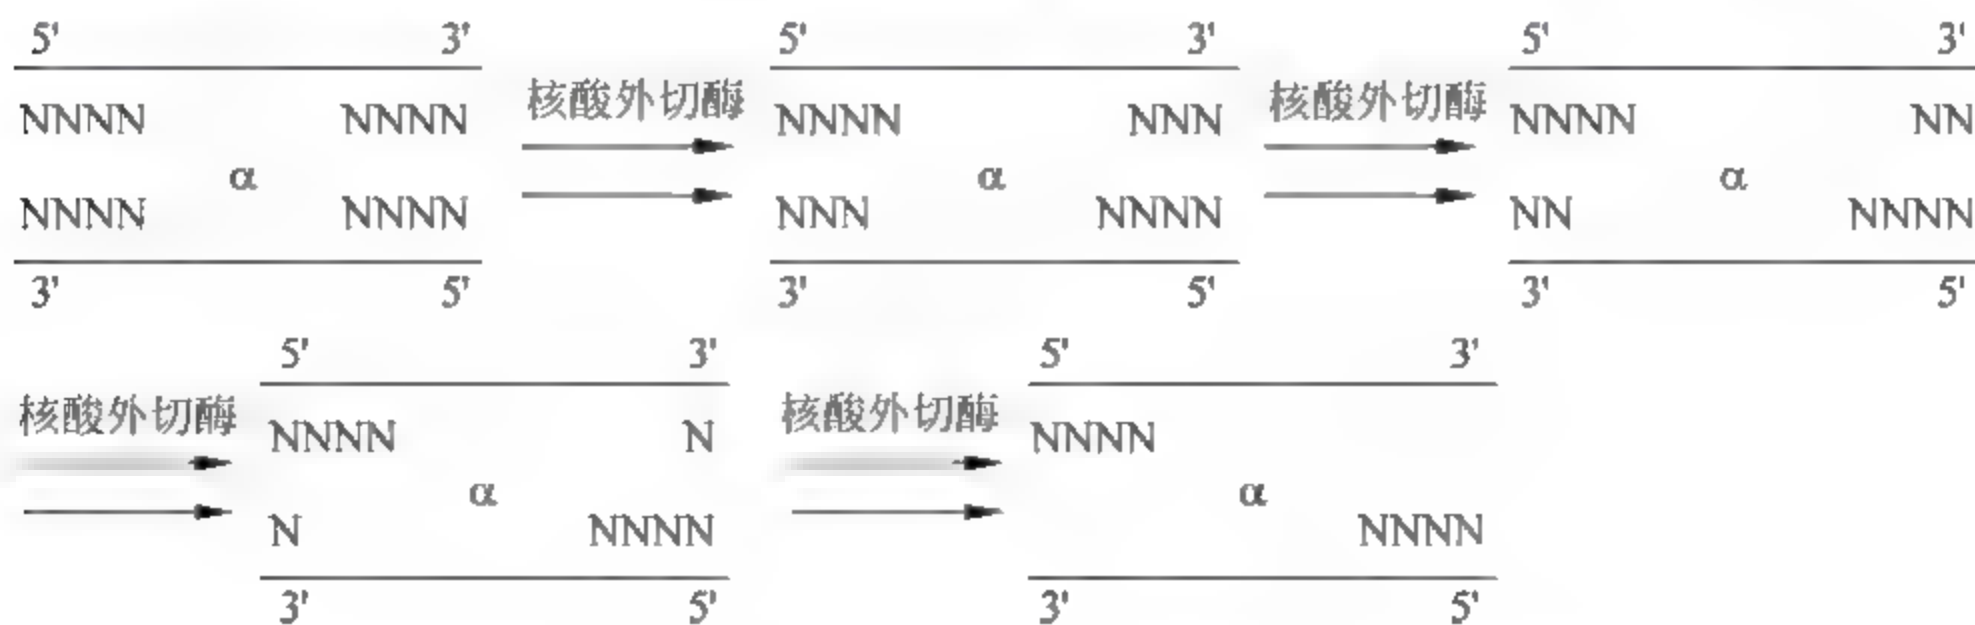 5' 3' 5' 3' 5' 3'
核酸外切酶 核酸外切酶
NNNN NNNN NNNN NNN NNNN NN
α α α
NNNN NNNN NNN NNNN NN NNNN
3' 5' 3' 5' 3' 5'
5' 3' 5' 3'
核酸外切酶 核酸外切酶
NNNN N NNNN
α α
N NNNN NNNN
3' 5' 3' 5'